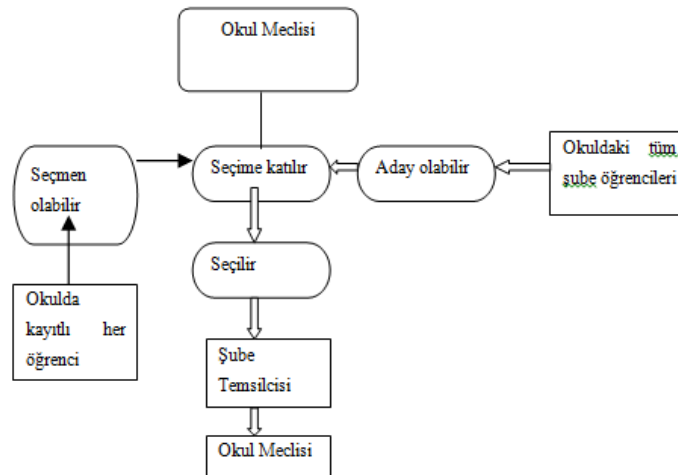 Okul Meclisi
Seçmen
olabilir
Seçime katılır
Aday olabilir
Okuldaki tüm
şube öğrencileri
Seçilir
Okulda
kayıtlı her
öğrenci
Şube
Temsilcisi
Okul Meclisi